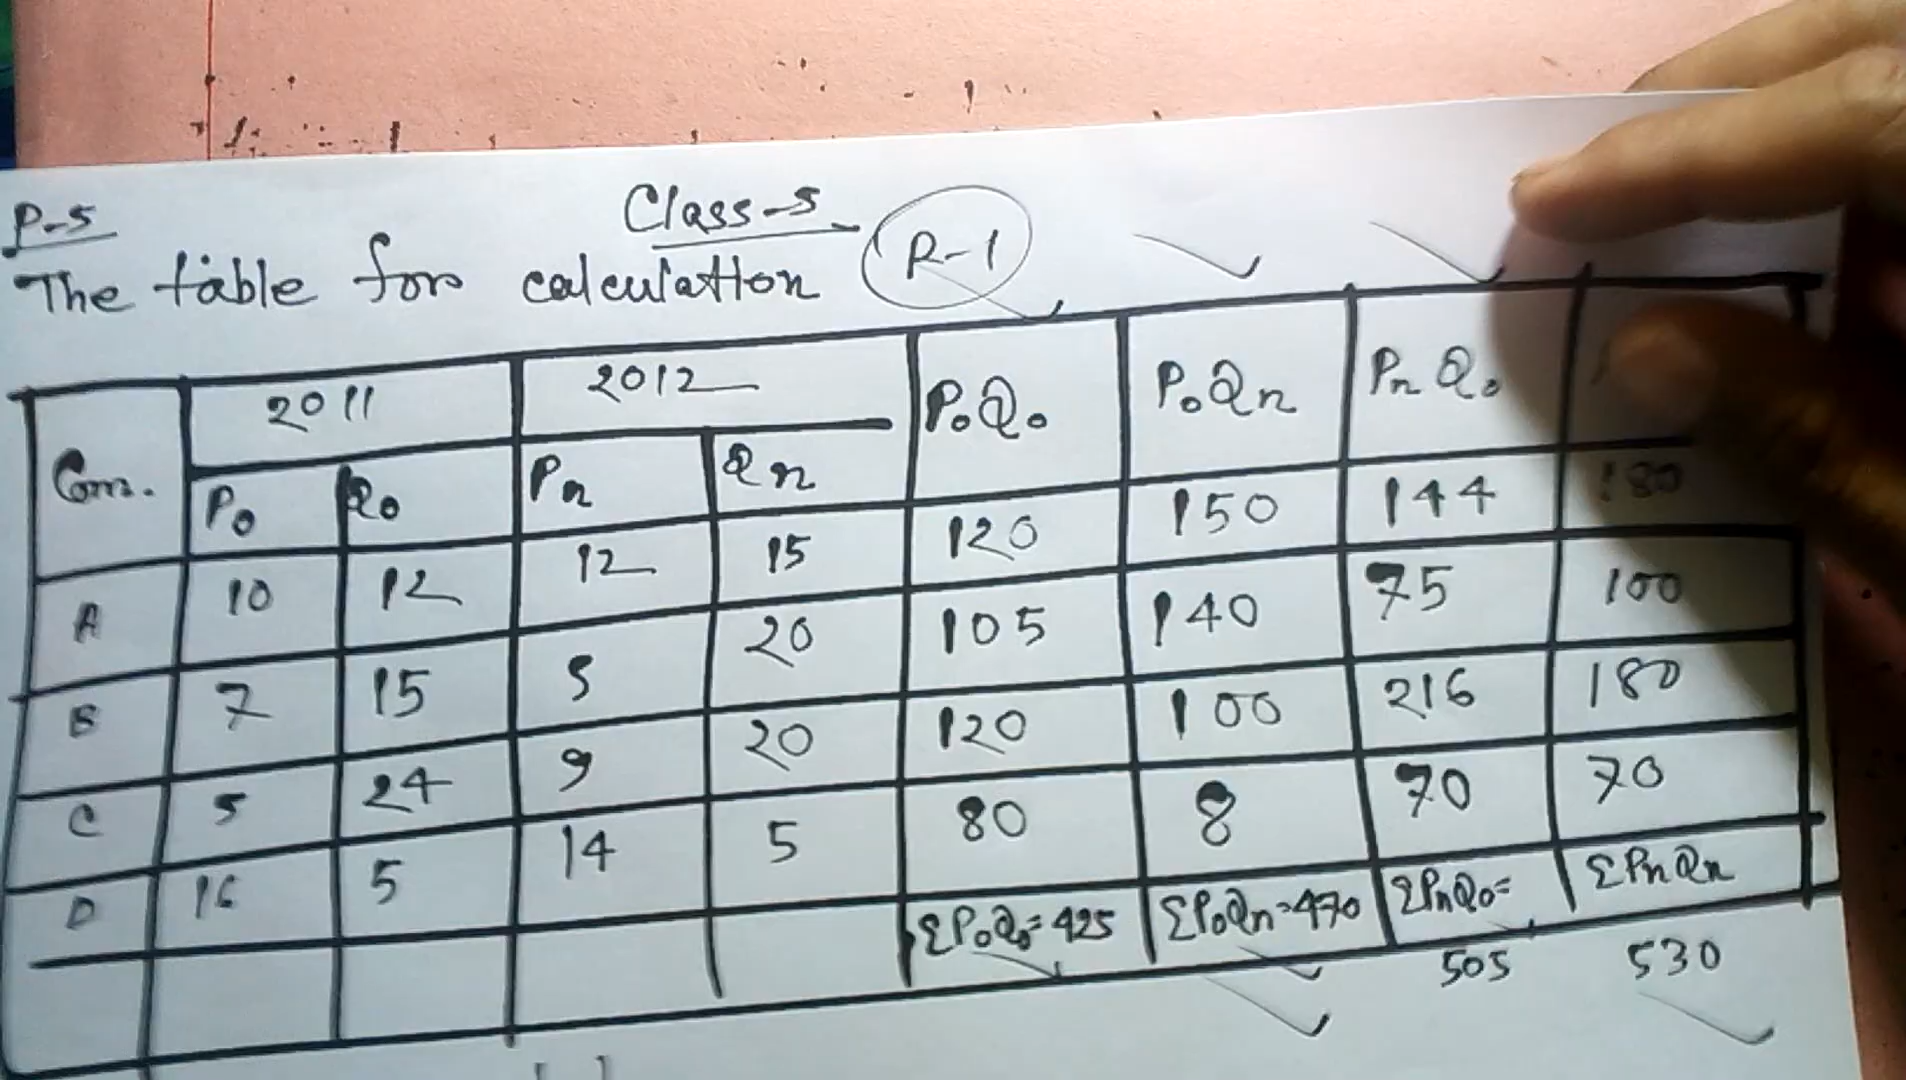 Class-5
P-5
The table for calculation R-1
Com. 2011 2012 P₀Q₀ P₀Qn PnQ₀
P₀ Q₀ Pn Qn
A 10 12 12 15 120 150 144 180
B 7 15 5 20 105 140 75 100
C 5 24 9 20 120 100 216 180
D 16 5 14 5 80 8 70 70
ΣP₀Q₀=425 ΣP₀Qn=470 ΣPnQ₀= ΣPnQn
505 530